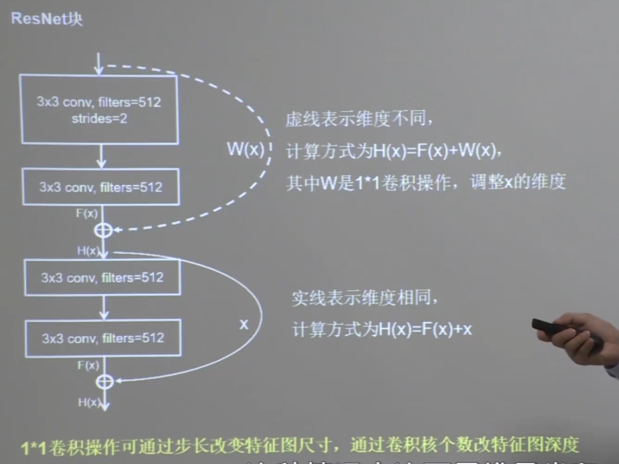 ResNet块
3x3 conv, filters=512
strides=2
W(x)
虚线表示维度不同,
计算方式为H(x)=F(x)+W(x),
其中W是1*1卷积操作，调整x的维度
3x3 conv, filters=512
F(x)
H(x)
3x3 conv, filters=512
x
实线表示维度相同,
计算方式为H(x)=F(x)+x
3x3 conv, filters=512
F(x)
H(x)
1*1卷积操作可通过步长改变特征图尺寸，通过卷积核个数改特征图深度